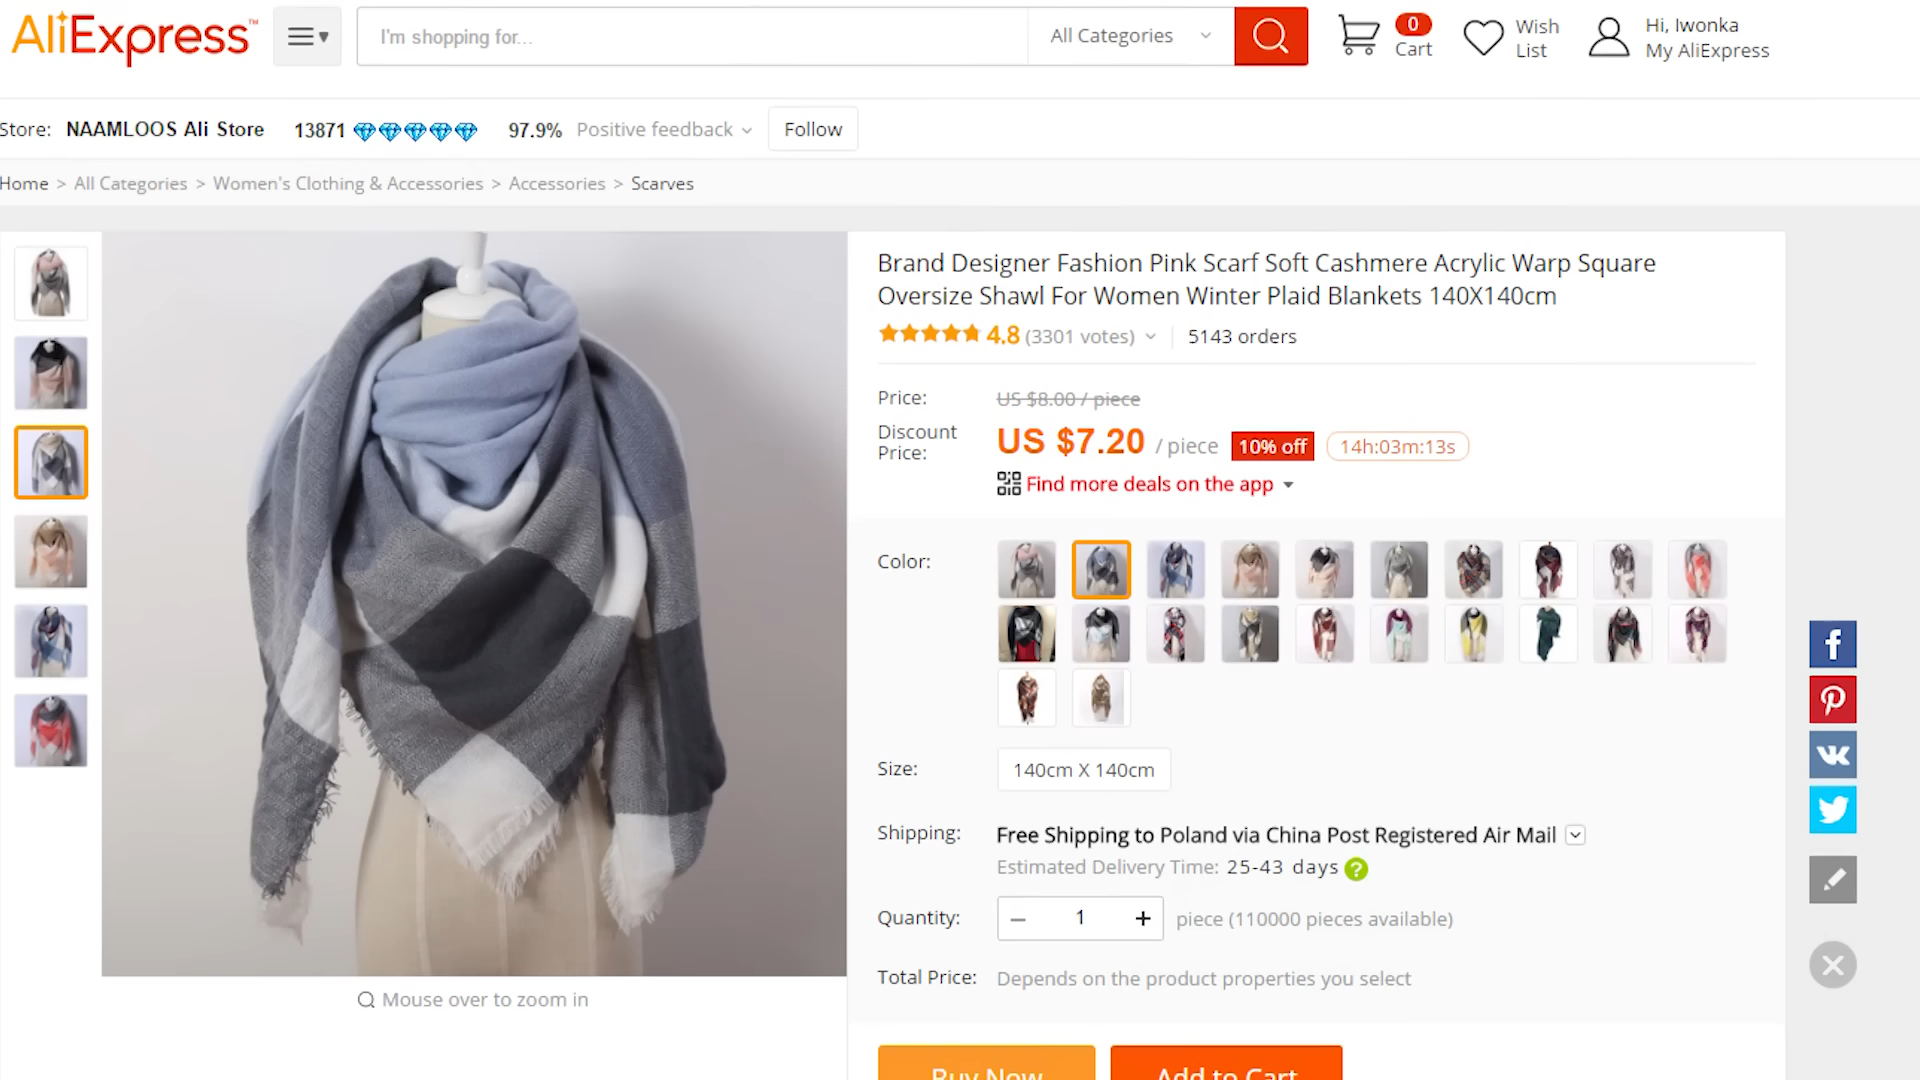 AliExpress™
I'm shopping for...
All Categories
0
Cart
Wish
List
Hi, Iwonka
My AliExpress
Store: NAAMLOOS Ali Store 13871 97.9% Positive feedback Follow
Home > All Categories > Women's Clothing & Accessories > Accessories > Scarves
Brand Designer Fashion Pink Scarf Soft Cashmere Acrylic Warp Square
Oversize Shawl For Women Winter Plaid Blankets 140X140cm
4.8 (3301 votes) 5143 orders
Price: US $8.00 / piece
Discount
Price:
US $7.20 / piece 10% off 14h:03m:13s
Find more deals on the app
Color:
Size: 140cm X 140cm
Shipping: Free Shipping to Poland via China Post Registered Air Mail
Estimated Delivery Time: 25-43 days ?
Quantity: − 1 + piece (110000 pieces available)
Total Price: Depends on the product properties you select
Mouse over to zoom in
Buy Now
Add to Cart